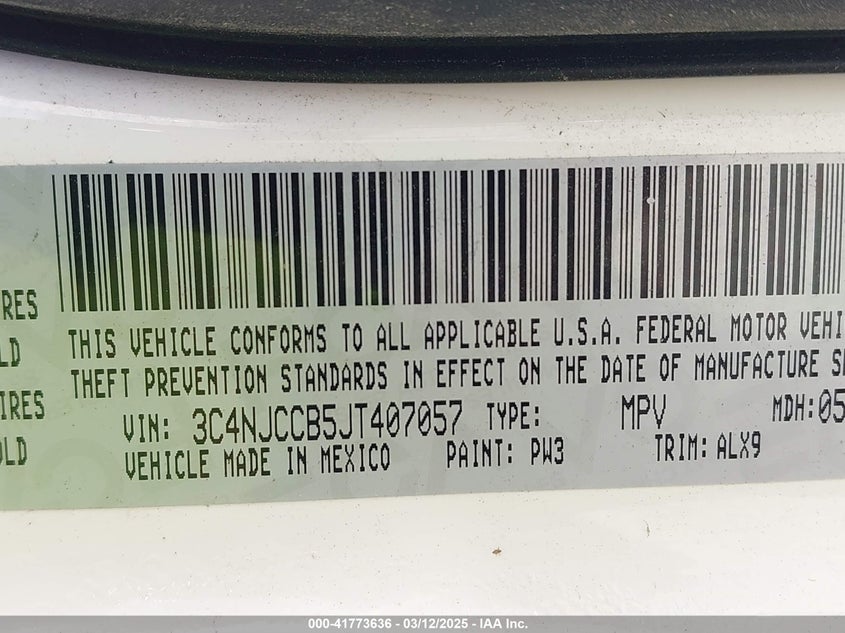 RES
LD
IRES
OLD
THIS VEHICLE CONFORMS TO ALL APPLICABLE U.S.A. FEDERAL MOTOR VEHI
THEFT PREVENTION STANDARDS IN EFFECT ON THE DATE OF MANUFACTURE S
VIN: 3C4NJCCB5JT407057 TYPE: MPV MDH:05
VEHICLE MADE IN MEXICO PAINT: PW3 TRIM: ALX9
000-41773636 - 03/12/2025 - IAA Inc.